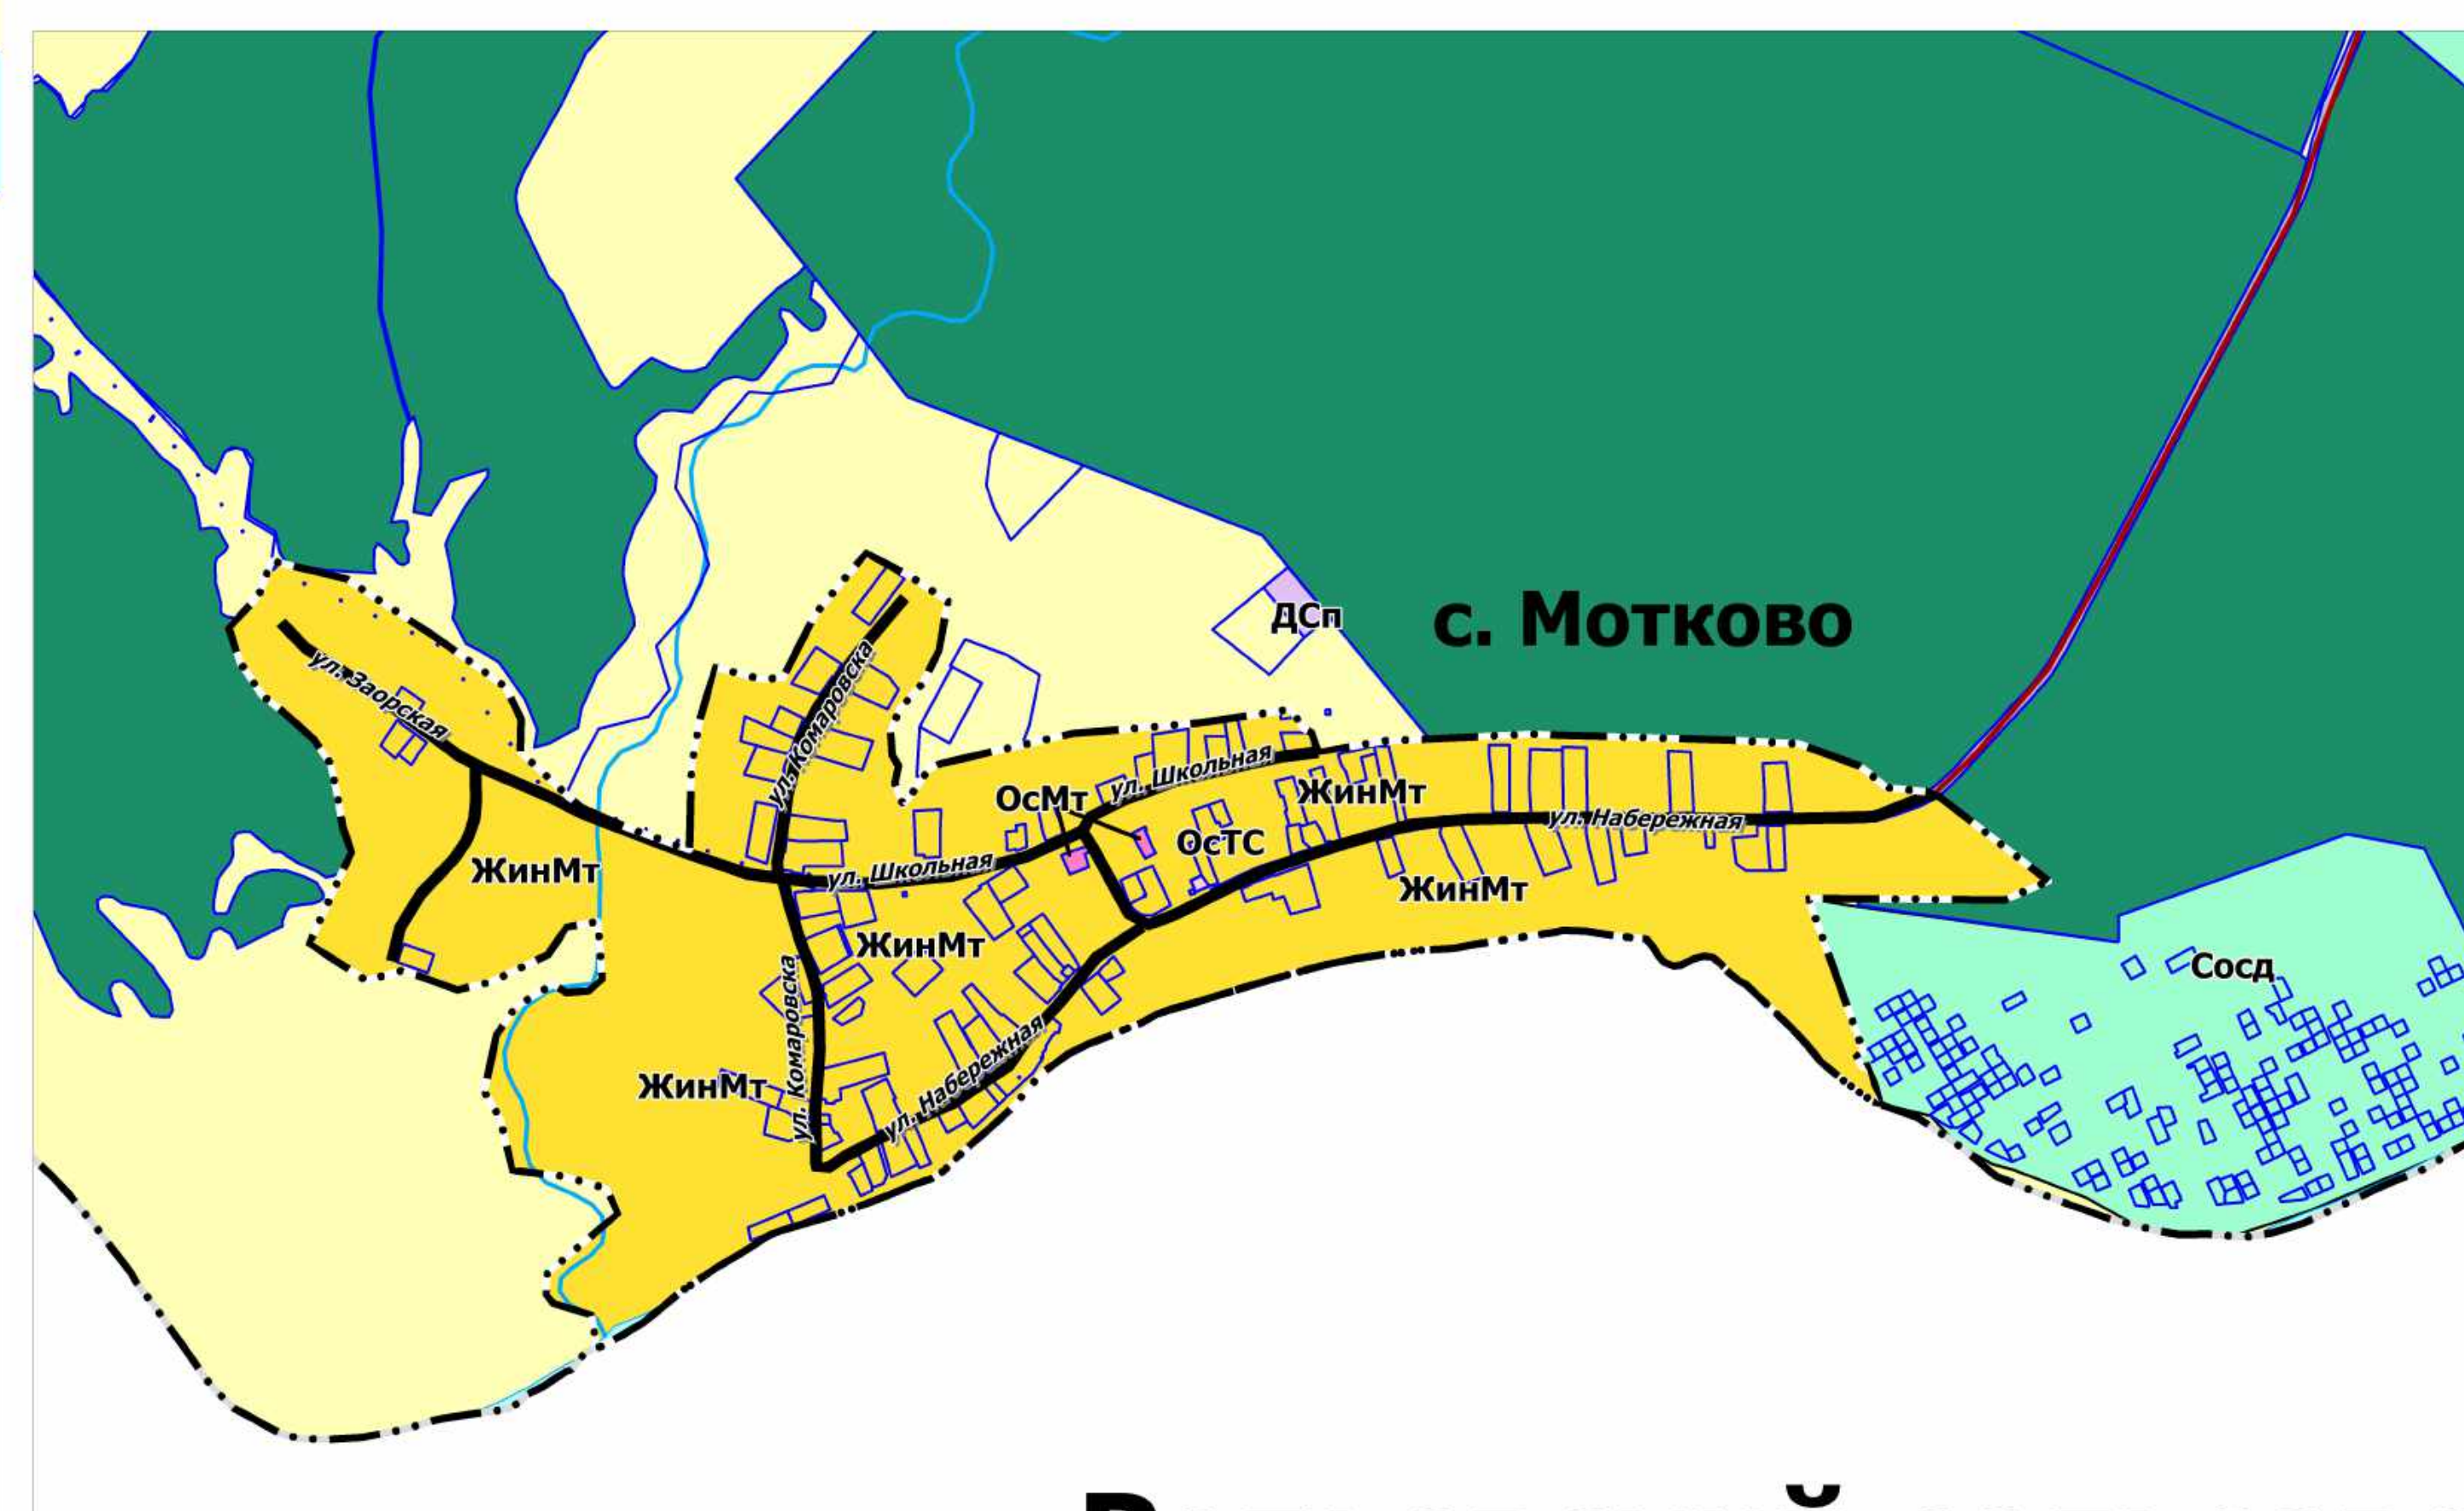 ДСп
с. Мотково
ул. Заорская
ул. Комаровска
ул. Школьная
ОсМт
ЖинМт
ул. Набережная
ОсТС
ЖинМт
ул. Школьная
ЖинМт
ЖинМт
Сосд
ул. Комаровска
ул. Набережная
ЖинМт